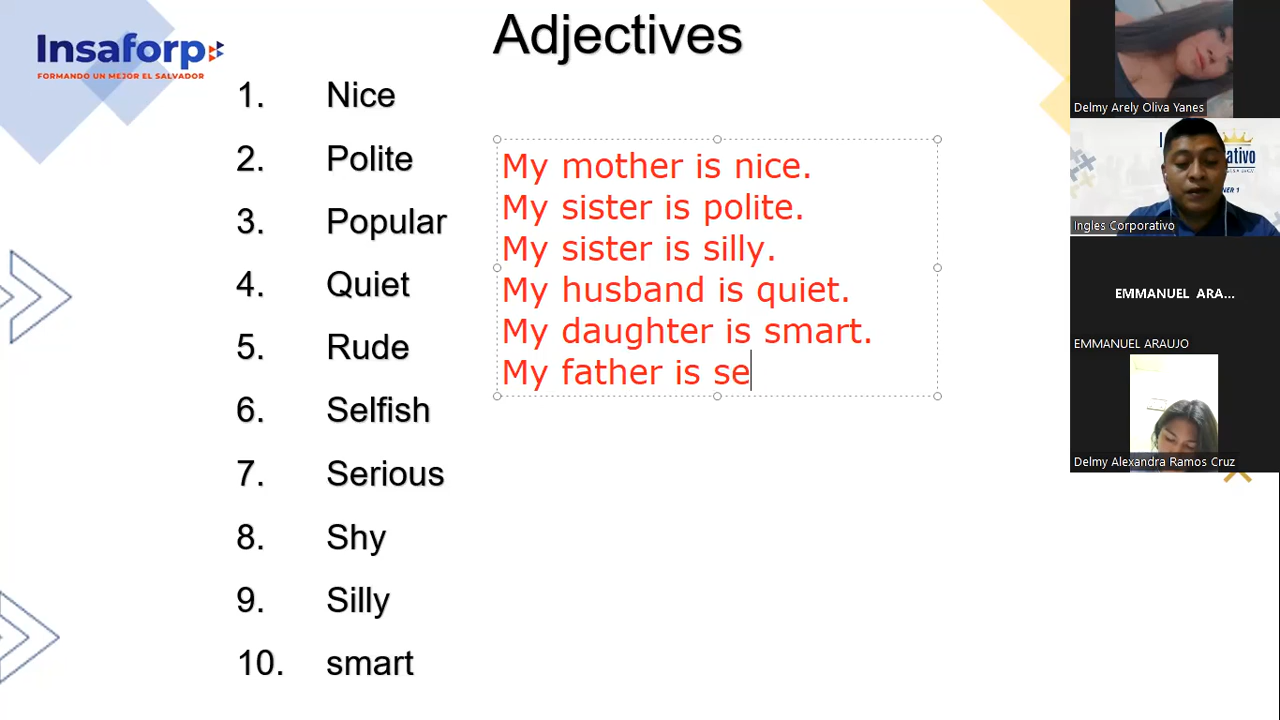 Insaforp
FORMANDO UN MEJOR EL SALVADOR
Adjectives
1. Nice
2. Polite
3. Popular
4. Quiet
5. Rude
6. Selfish
7. Serious
8. Shy
9. Silly
10. smart
My mother is nice.
My sister is polite.
My sister is silly.
My husband is quiet.
My daughter is smart.
My father is se
Delmy Arely Oliva Yanes
Ingles Corporativo
EMMANUEL ARA...
EMMANUEL ARAUJO
Delmy Alexandra Ramos Cruz